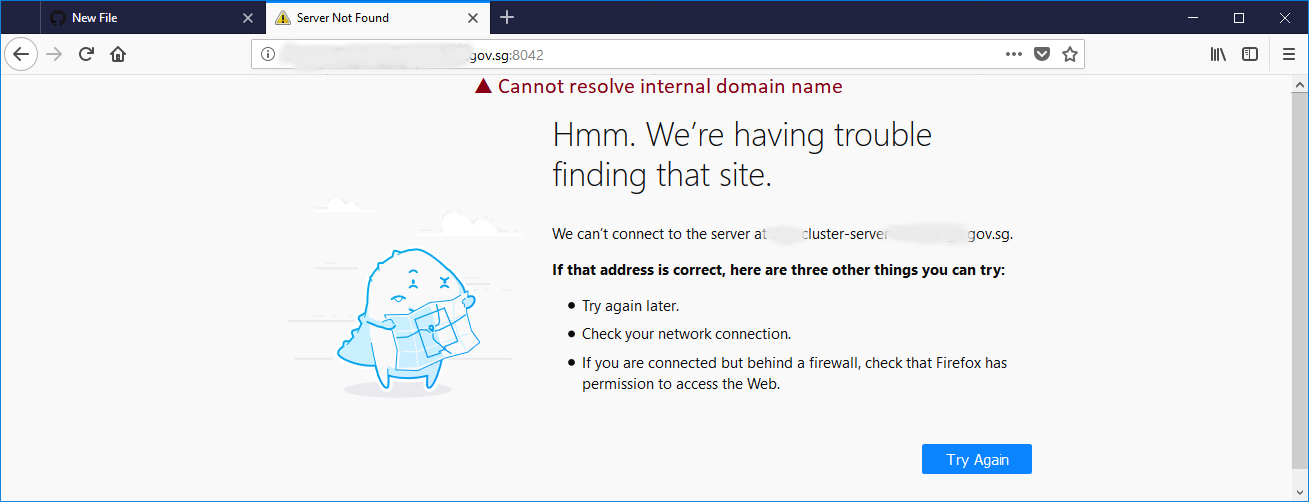 New File
Server Not Found
gov.sg:8042
▲ Cannot resolve internal domain name
Hmm. We’re having trouble
finding that site.
We can’t connect to the server at cluster-server gov.sg.
If that address is correct, here are three other things you can try:
Try again later.
Check your network connection.
If you are connected but behind a firewall, check that Firefox has
permission to access the Web.
Try Again